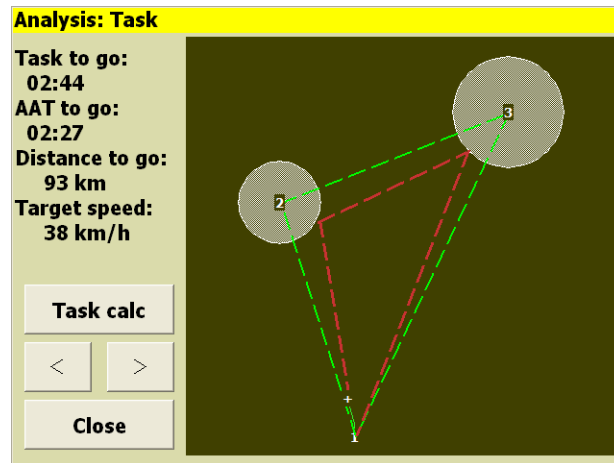 Analysis: Task
Task to go:
02:44
AAT to go:
02:27
Distance to go:
93 km
Target speed:
38 km/h
Task calc
< >
Close
3
2
+
1